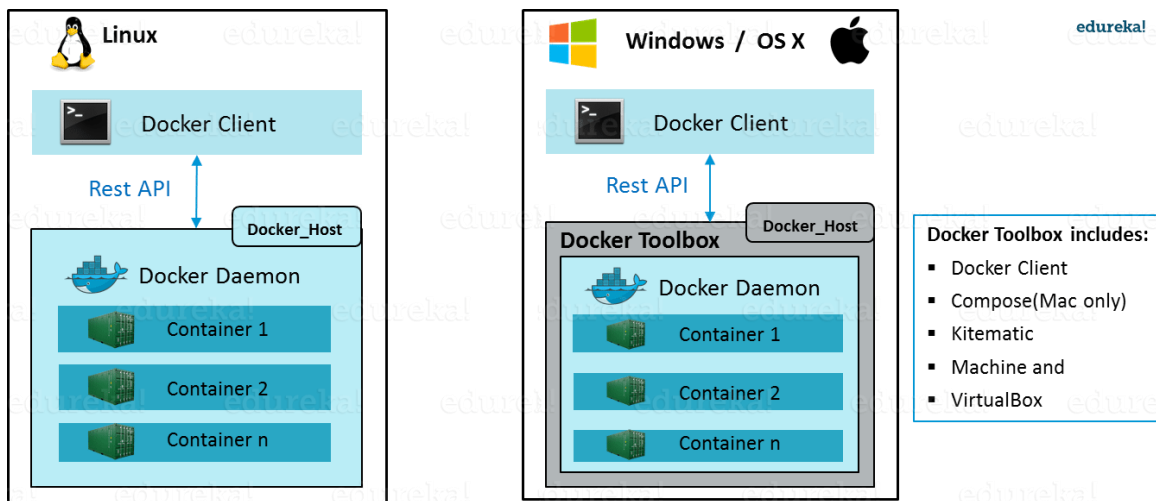 Linux
>_
Docker Client
Rest API
Docker_Host
Docker Daemon
Container 1
Container 2
Container n
Windows / OS X
>_
Docker Client
Rest API
Docker_Host
Docker Toolbox
Docker Daemon
Container 1
Container 2
Container n
edureka!
Docker Toolbox includes:
▪ Docker Client
▪ Compose(Mac only)
▪ Kitematic
▪ Machine and
▪ VirtualBox